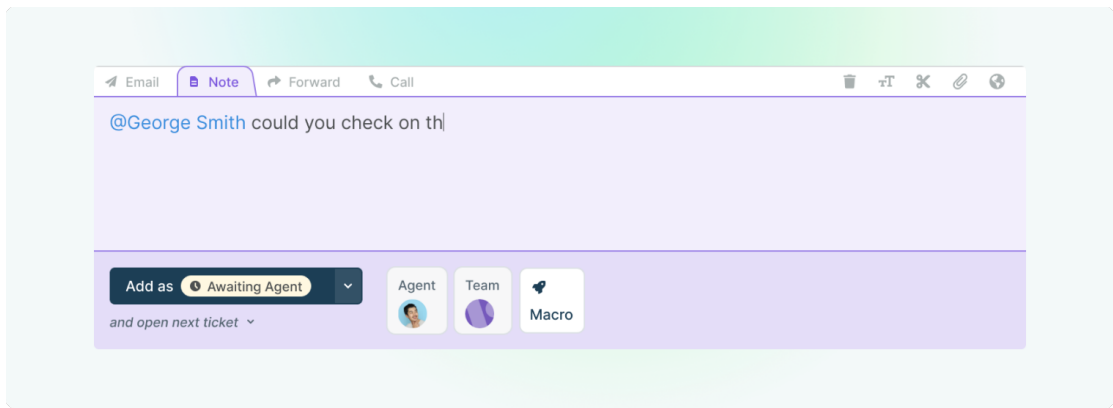 Email Note Forward Call
@George Smith could you check on th
Add as Awaiting Agent
and open next ticket
Agent
Team
Macro